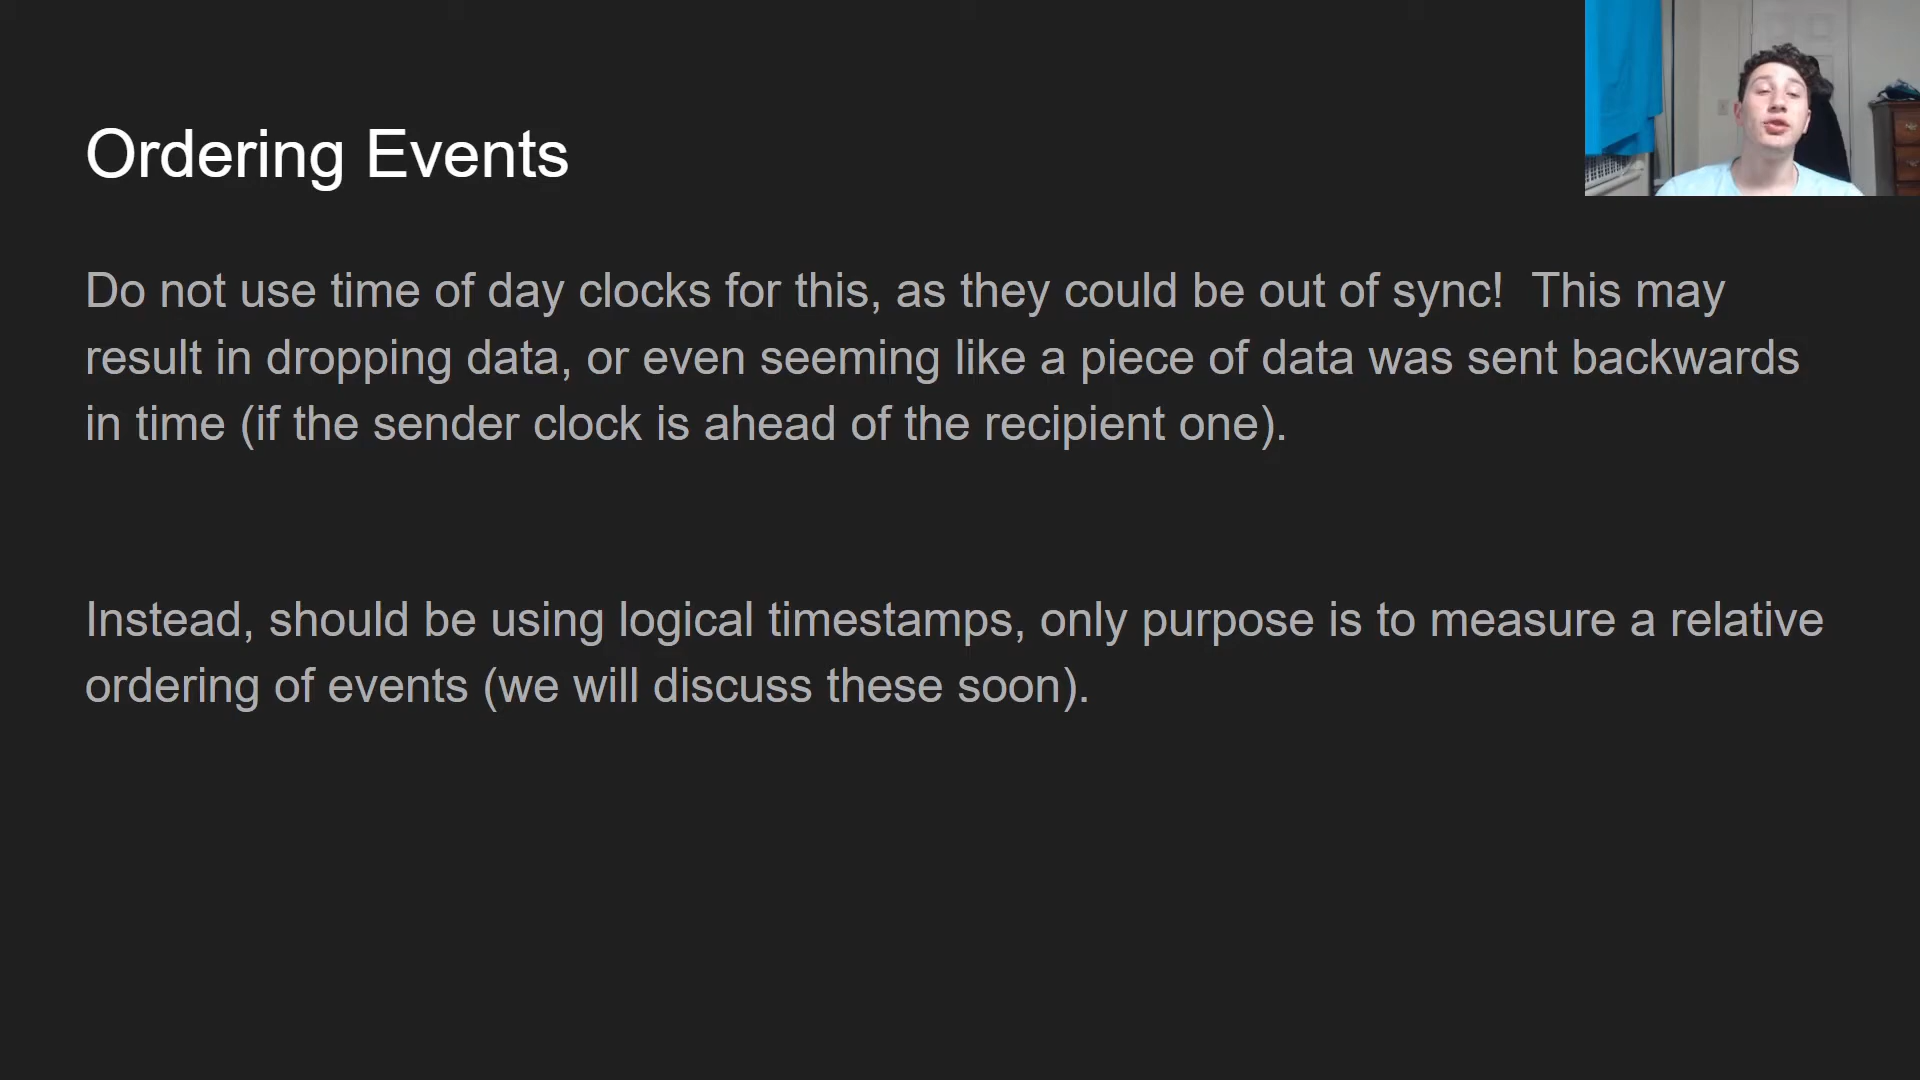 Ordering Events
Do not use time of day clocks for this, as they could be out of sync!  This may
result in dropping data, or even seeming like a piece of data was sent backwards
in time (if the sender clock is ahead of the recipient one).
Instead, should be using logical timestamps, only purpose is to measure a relative
ordering of events (we will discuss these soon).